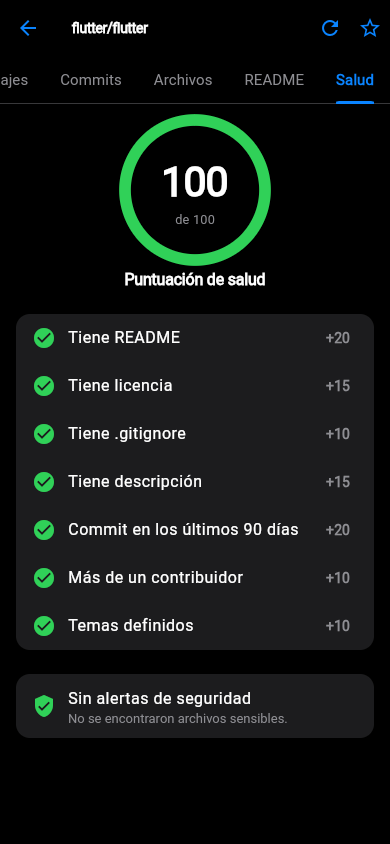 flutter/flutter
ajes Commits Archivos README Salud
100
de 100
Puntuación de salud
Tiene README +20
Tiene licencia +15
Tiene .gitignore +10
Tiene descripción +15
Commit en los últimos 90 días +20
Más de un contribuidor +10
Temas definidos +10
Sin alertas de seguridad
No se encontraron archivos sensibles.